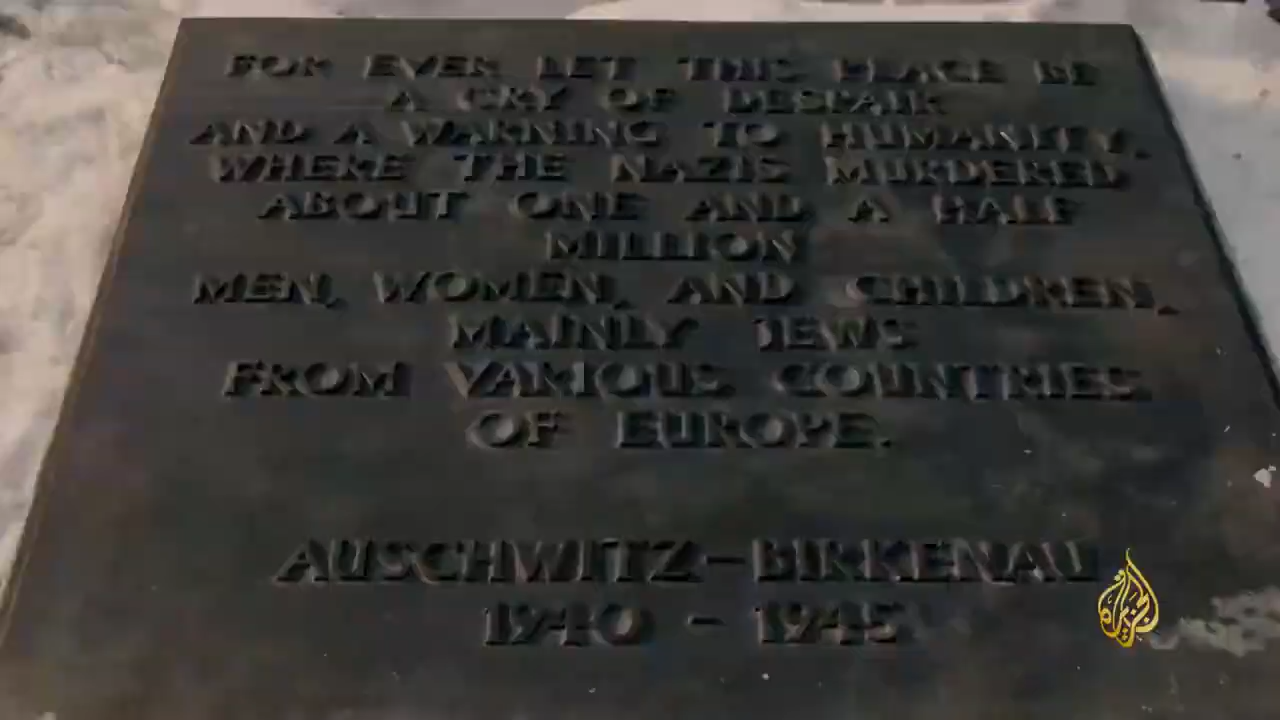 FOR EVER LET THIS PLACE BE
A CRY OF DESPAIR
AND A WARNING TO HUMANITY,
WHERE THE NAZIS MURDERED
ABOUT ONE AND A HALF
MILLION
MEN, WOMEN, AND CHILDREN,
MAINLY JEWS
FROM VARIOUS COUNTRIES
OF EUROPE.
AUSCHWITZ-BIRKENAU
1940 - 1945
الجزيرة